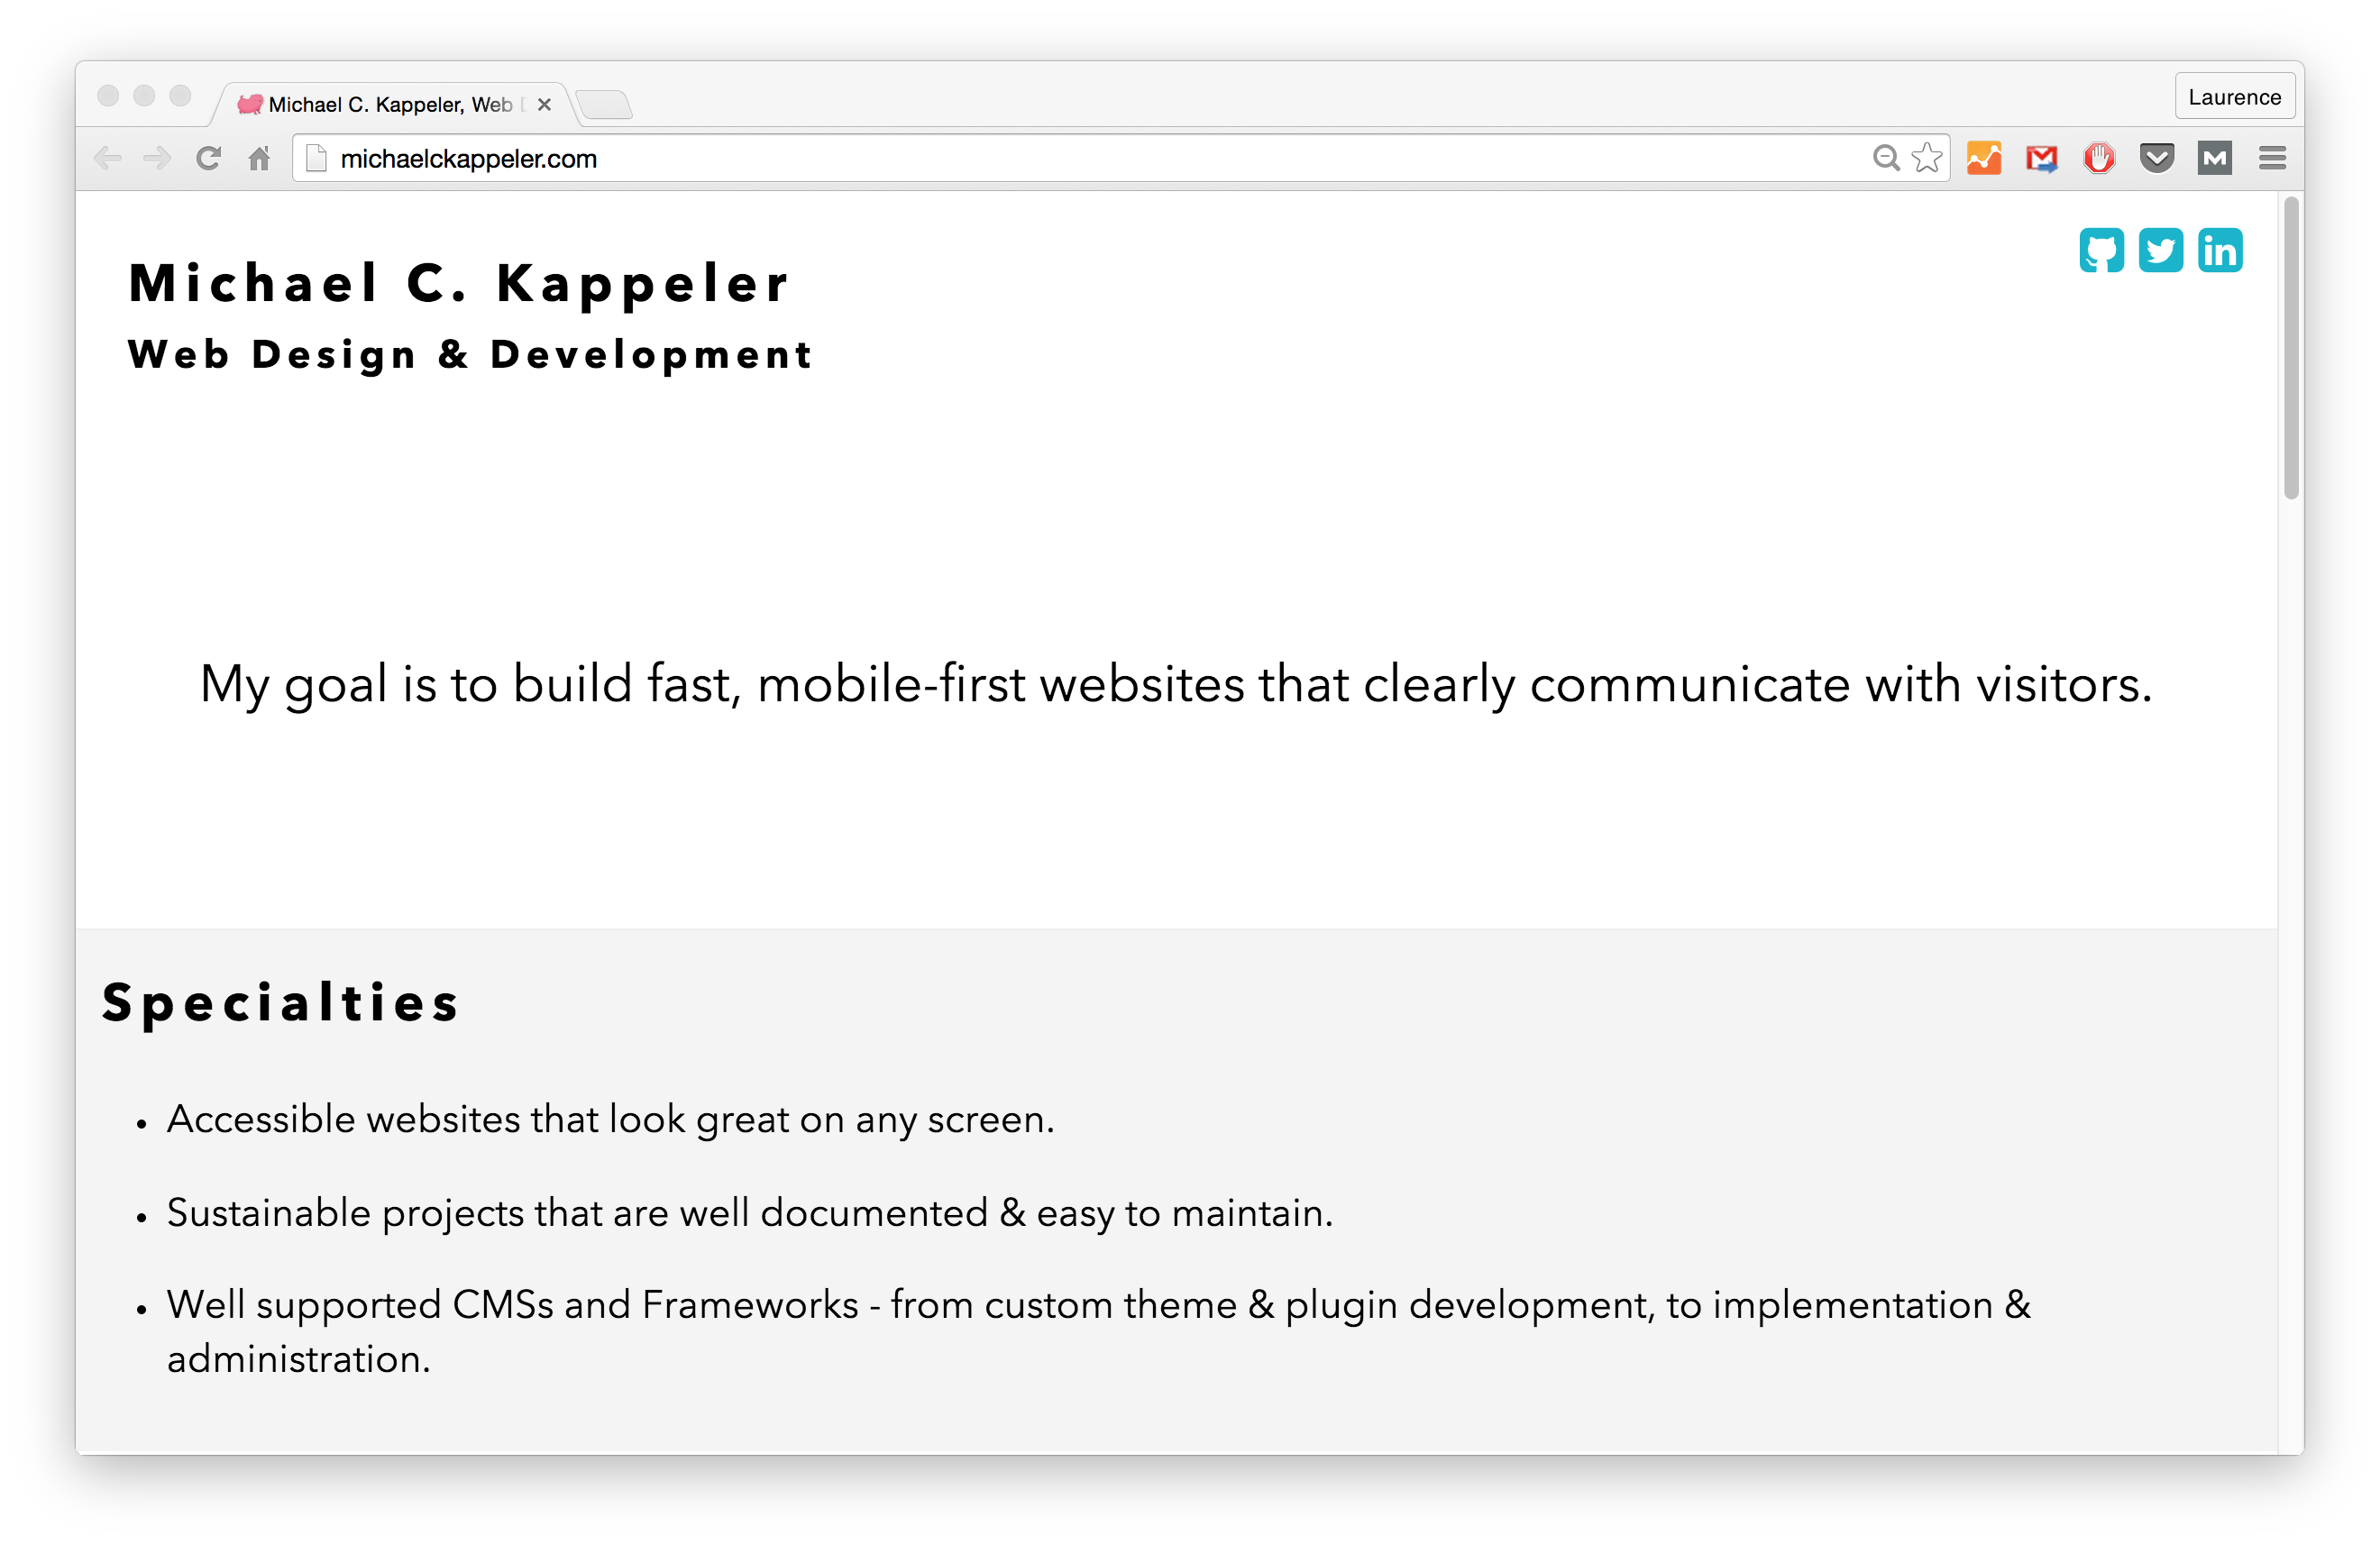 Michael C. Kappeler, Web
Laurence
michaelckappeler.com
Michael C. Kappeler
Web Design & Development
My goal is to build fast, mobile-first websites that clearly communicate with visitors.
Specialties
• Accessible websites that look great on any screen.
• Sustainable projects that are well documented & easy to maintain.
• Well supported CMSs and Frameworks - from custom theme & plugin development, to implementation &
administration.